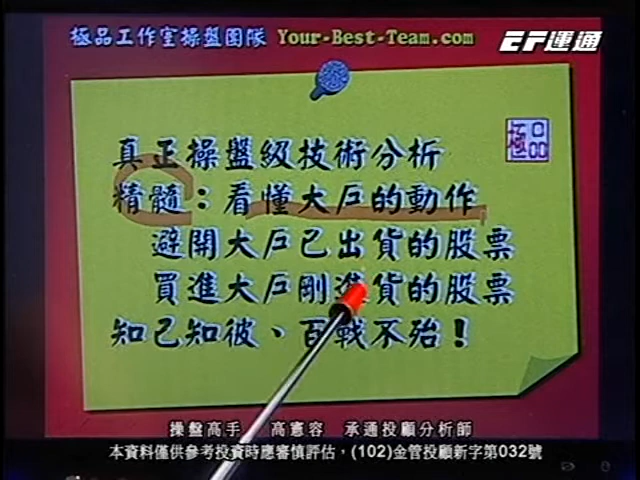 極品工作室操盤團隊 Your-Best-Team.com
EF運通
極品
真正操盤級技術分析
精髓：看懂大戶的動作
避開大戶已出貨的股票
買進大戶剛進貨的股票
知己知彼、百戰不殆！
操盤高手 高憲容 承通投顧分析師
本資料僅供參考投資時應審慎評估，(102)金管投顧新字第032號